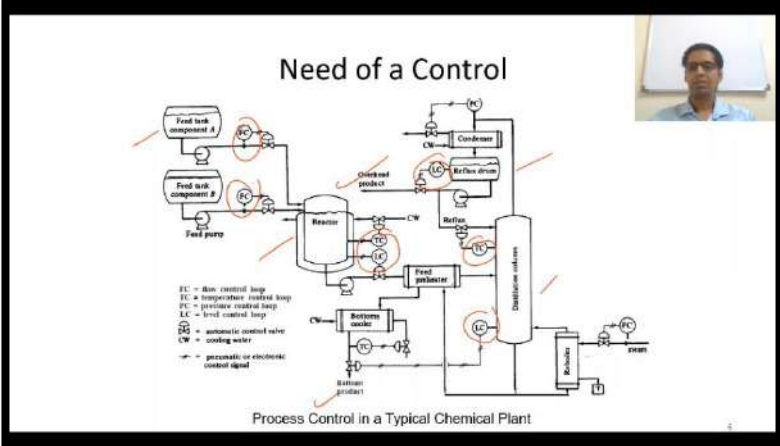 Need of a Control
Feed tank
component A
FC
PC
Condenser
CW
LC
Reflux drum
Overhead
product
Feed tank
component B
FC
Feed pump
Reactor
CW
TC
LC
Reflux
TC
Feed
preheater
Distillation column
FC = flow control loop
TC = temperature control loop
PC = pressure control loop
LC = level control loop
= automatic control valve
CW = cooling water
= pneumatic or electronic
control signal
CW
Bottoms
cooler
TC
LC
Bottom
product
Reboiler
PC
steam
T
Process Control in a Typical Chemical Plant